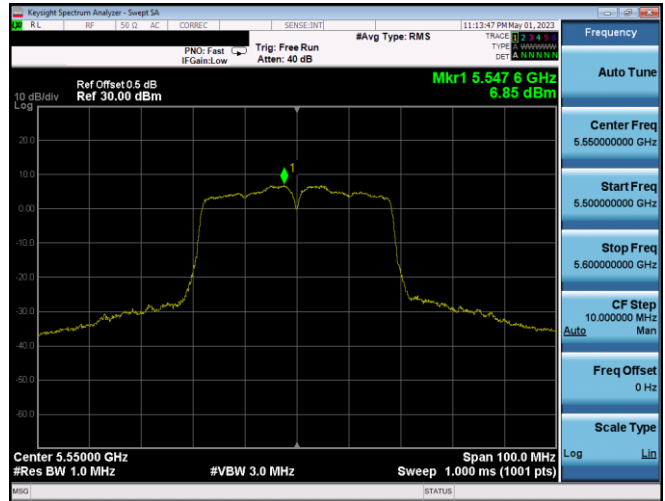 Keysight Spectrum Analyzer - Swept SA
RL RF 50 Ω AC CORREC SENSE:INT 11:13:47 PM May 01, 2023
#Avg Type: RMS
TRACE 1 2 3 4 5 6
TYPE A WWWWW
DET A N N N N N
PNO: Fast Trig: Free Run
IFGain:Low Atten: 40 dB
Mkr1 5.547 6 GHz
6.85 dBm
Ref Offset 0.5 dB
10 dB/div Ref 30.00 dBm
Log
1
20.0
10.0
0.00
-10.0
-20.0
-30.0
-40.0
-50.0
-60.0
Center 5.55000 GHz Span 100.0 MHz
#Res BW 1.0 MHz #VBW 3.0 MHz Sweep 1.000 ms (1001 pts)
MSG STATUS
Frequency
Auto Tune
Center Freq
5.550000000 GHz
Start Freq
5.500000000 GHz
Stop Freq
5.600000000 GHz
CF Step
10.000000 MHz
Auto Man
Freq Offset
0 Hz
Scale Type
Log Lin